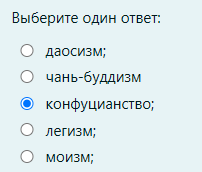 Выберите один ответ:
даосизм;
чань-буддизм
конфуцианство;
легизм;
моизм;